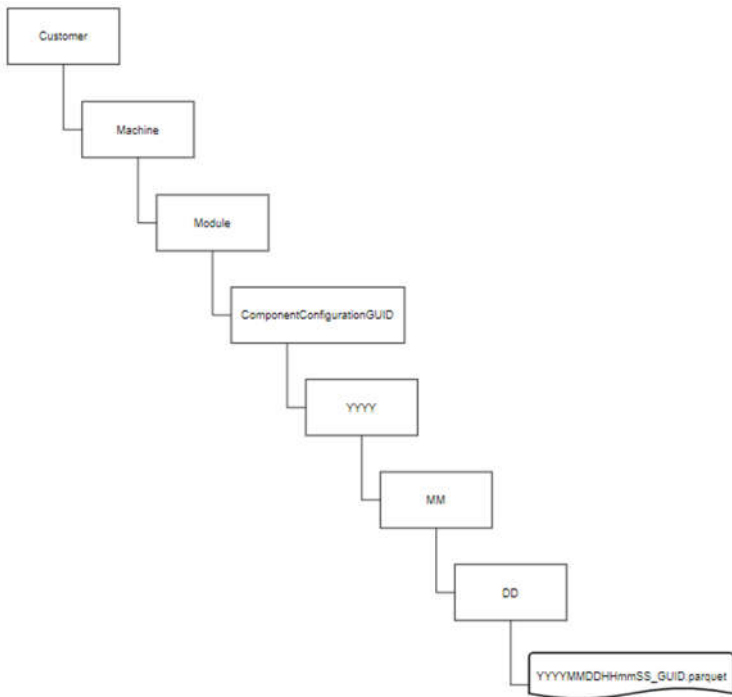 Customer
Machine
Module
ComponentConfigurationGUID
YYYY
MM
DD
YYYYMMDDHHmmSS_GUID.parquet